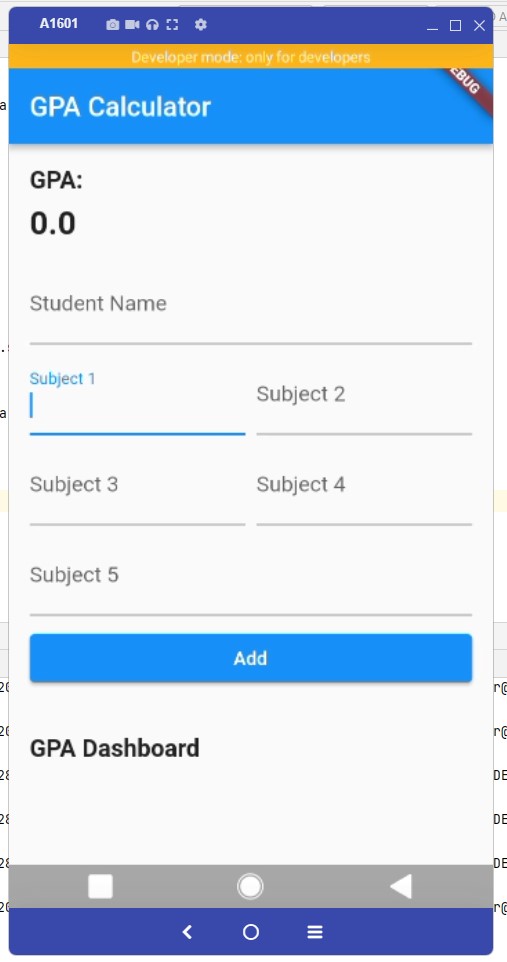 A1601
Developer mode: only for developers
GPA Calculator
GPA:
0.0
Student Name
Subject 1
Subject 2
Subject 3
Subject 4
Subject 5
Add
GPA Dashboard